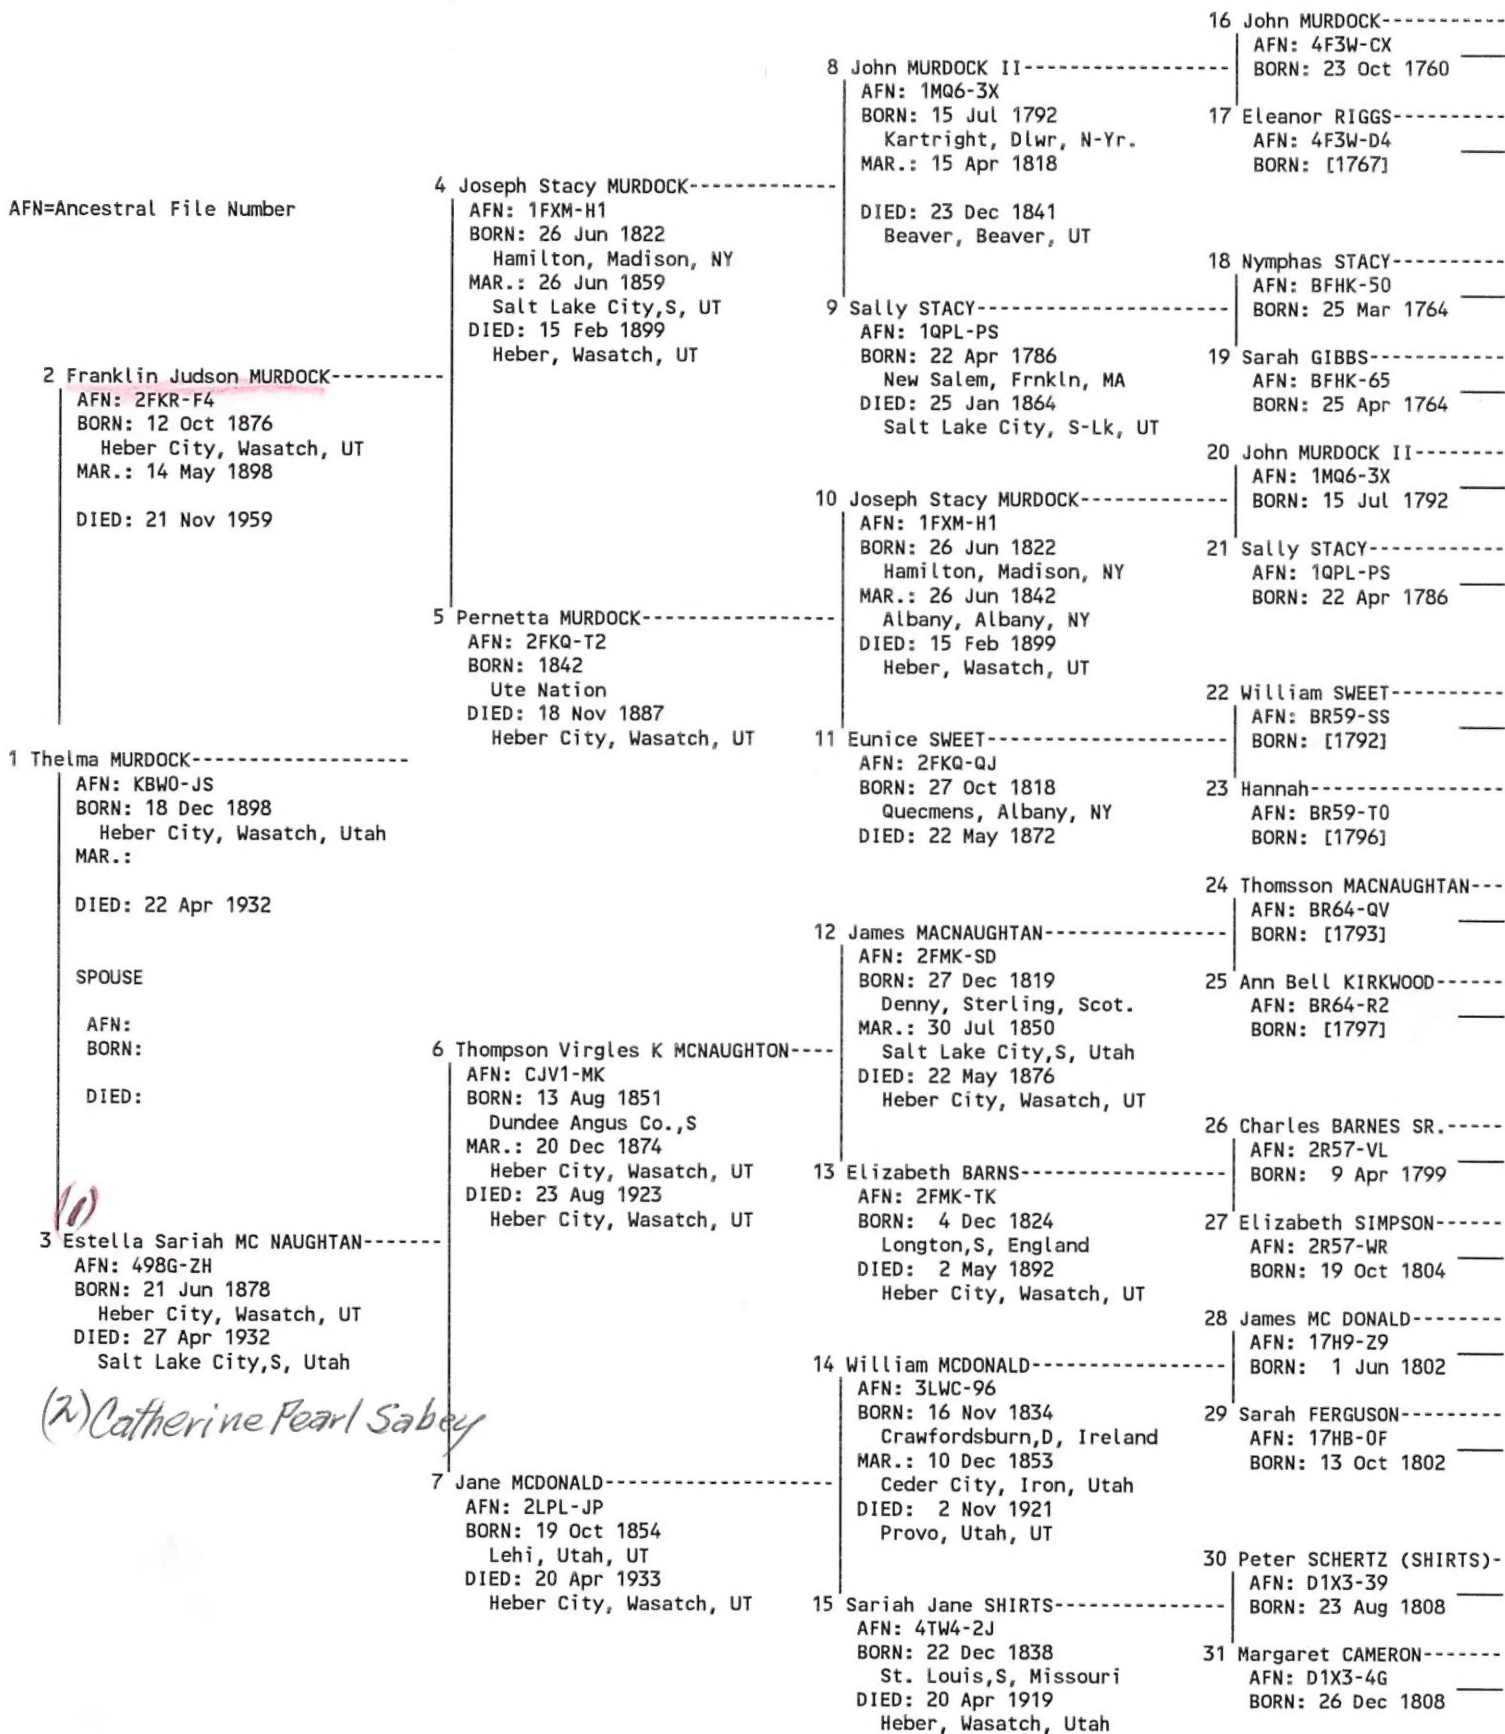 AFN=Ancestral File Number
1 Thelma MURDOCK------------------
AFN: KBW0-JS
BORN: 18 Dec 1898
Heber City, Wasatch, Utah
MAR.:
DIED: 22 Apr 1932
SPOUSE
AFN:
BORN:
DIED:
2 Franklin Judson MURDOCK----------
AFN: 2FKR-F4
BORN: 12 Oct 1876
Heber City, Wasatch, UT
MAR.: 14 May 1898
DIED: 21 Nov 1959
(1)
3 Estella Sariah MC NAUGHTAN-------
AFN: 498G-ZH
BORN: 21 Jun 1878
Heber City, Wasatch, UT
DIED: 27 Apr 1932
Salt Lake City,S, Utah
(2) Catherine Pearl Sabey
4 Joseph Stacy MURDOCK-------------
AFN: 1FXM-H1
BORN: 26 Jun 1822
Hamilton, Madison, NY
MAR.: 26 Jun 1859
Salt Lake City,S, UT
DIED: 15 Feb 1899
Heber, Wasatch, UT
5 Pernetta MURDOCK-----------------
AFN: 2FKQ-T2
BORN: 1842
Ute Nation
DIED: 18 Nov 1887
Heber City, Wasatch, UT
6 Thompson Virgles K MCNAUGHTON----
AFN: CJV1-MK
BORN: 13 Aug 1851
Dundee Angus Co.,S
MAR.: 20 Dec 1874
Heber City, Wasatch, UT
DIED: 23 Aug 1923
Heber City, Wasatch, UT
7 Jane MCDONALD--------------------
AFN: 2LPL-JP
BORN: 19 Oct 1854
Lehi, Utah, UT
DIED: 20 Apr 1933
Heber City, Wasatch, UT
8 John MURDOCK II------------------
AFN: 1MQ6-3X
BORN: 15 Jul 1792
Kartright, Dlwr, N-Yr.
MAR.: 15 Apr 1818
DIED: 23 Dec 1841
Beaver, Beaver, UT
9 Sally STACY----------------------
AFN: 1QPL-PS
BORN: 22 Apr 1786
New Salem, Frnkln, MA
DIED: 25 Jan 1864
Salt Lake City, S-Lk, UT
10 Joseph Stacy MURDOCK-------------
AFN: 1FXM-H1
BORN: 26 Jun 1822
Hamilton, Madison, NY
MAR.: 26 Jun 1842
Albany, Albany, NY
DIED: 15 Feb 1899
Heber, Wasatch, UT
11 Eunice SWEET---------------------
AFN: 2FKQ-QJ
BORN: 27 Oct 1818
Quecmens, Albany, NY
DIED: 22 May 1872
12 James MACNAUGHTAN----------------
AFN: 2FMK-SD
BORN: 27 Dec 1819
Denny, Sterling, Scot.
MAR.: 30 Jul 1850
Salt Lake City,S, Utah
DIED: 22 May 1876
Heber City, Wasatch, UT
13 Elizabeth BARNS------------------
AFN: 2FMK-TK
BORN: 4 Dec 1824
Longton,S, England
DIED: 2 May 1892
Heber City, Wasatch, UT
14 William MCDONALD-----------------
AFN: 3LWC-96
BORN: 16 Nov 1834
Crawfordsburn,D, Ireland
MAR.: 10 Dec 1853
Ceder City, Iron, Utah
DIED: 2 Nov 1921
Provo, Utah, UT
15 Sariah Jane SHIRTS---------------
AFN: 4TW4-2J
BORN: 22 Dec 1838
St. Louis,S, Missouri
DIED: 20 Apr 1919
Heber, Wasatch, Utah
16 John MURDOCK-----------
AFN: 4F3W-CX
BORN: 23 Oct 1760
17 Eleanor RIGGS----------
AFN: 4F3W-D4
BORN: [1767]
18 Nymphas STACY----------
AFN: BFHK-50
BORN: 25 Mar 1764
19 Sarah GIBBS------------
AFN: BFHK-65
BORN: 25 Apr 1764
20 John MURDOCK II--------
AFN: 1MQ6-3X
BORN: 15 Jul 1792
21 Sally STACY------------
AFN: 1QPL-PS
BORN: 22 Apr 1786
22 William SWEET----------
AFN: BR59-SS
BORN: [1792]
23 Hannah-----------------
AFN: BR59-T0
BORN: [1796]
24 Thomsson MACNAUGHTAN---
AFN: BR64-QV
BORN: [1793]
25 Ann Bell KIRKWOOD------
AFN: BR64-R2
BORN: [1797]
26 Charles BARNES SR.-----
AFN: 2R57-VL
BORN: 9 Apr 1799
27 Elizabeth SIMPSON------
AFN: 2R57-WR
BORN: 19 Oct 1804
28 James MC DONALD--------
AFN: 17H9-Z9
BORN: 1 Jun 1802
29 Sarah FERGUSON---------
AFN: 17HB-0F
BORN: 13 Oct 1802
30 Peter SCHERTZ (SHIRTS)-
AFN: D1X3-39
BORN: 23 Aug 1808
31 Margaret CAMERON-------
AFN: D1X3-4G
BORN: 26 Dec 1808